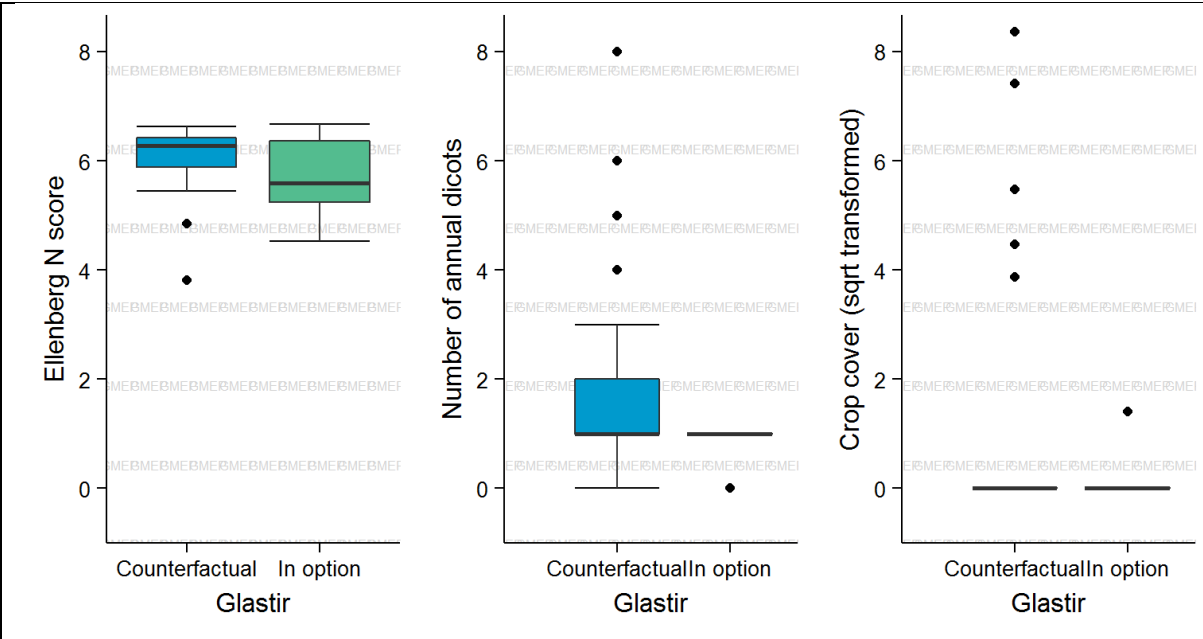 Ellenberg N score
8
6
4
2
0
Counterfactual In option
Glastir
Number of annual dicots
8
6
4
2
0
CounterfactualIn option
Glastir
Crop cover (sqrt transformed)
8
6
4
2
0
CounterfactualIn option
Glastir